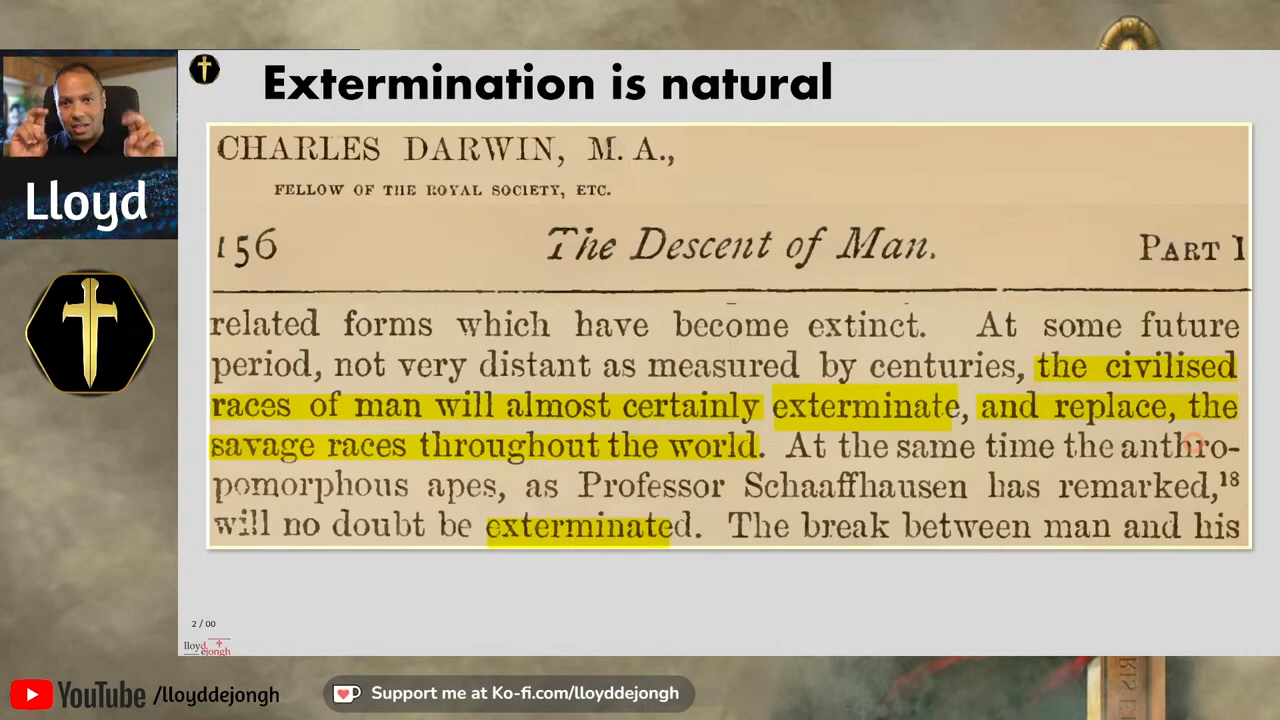 Extermination is natural
CHARLES DARWIN, M. A.,
FELLOW OF THE ROYAL SOCIETY, ETC.
156 The Descent of Man. PART I
related forms which have become extinct. At some future
period, not very distant as measured by centuries, the civilised
races of man will almost certainly exterminate, and replace, the
savage races throughout the world. At the same time the anthro-
pomorphous apes, as Professor Schaaffhausen has remarked,¹⁸
will no doubt be exterminated. The break between man and his
Lloyd
2 / 00
lloyd
ejongh
YouTube /lloyddejongh
Support me at Ko-fi.com/lloyddejongh